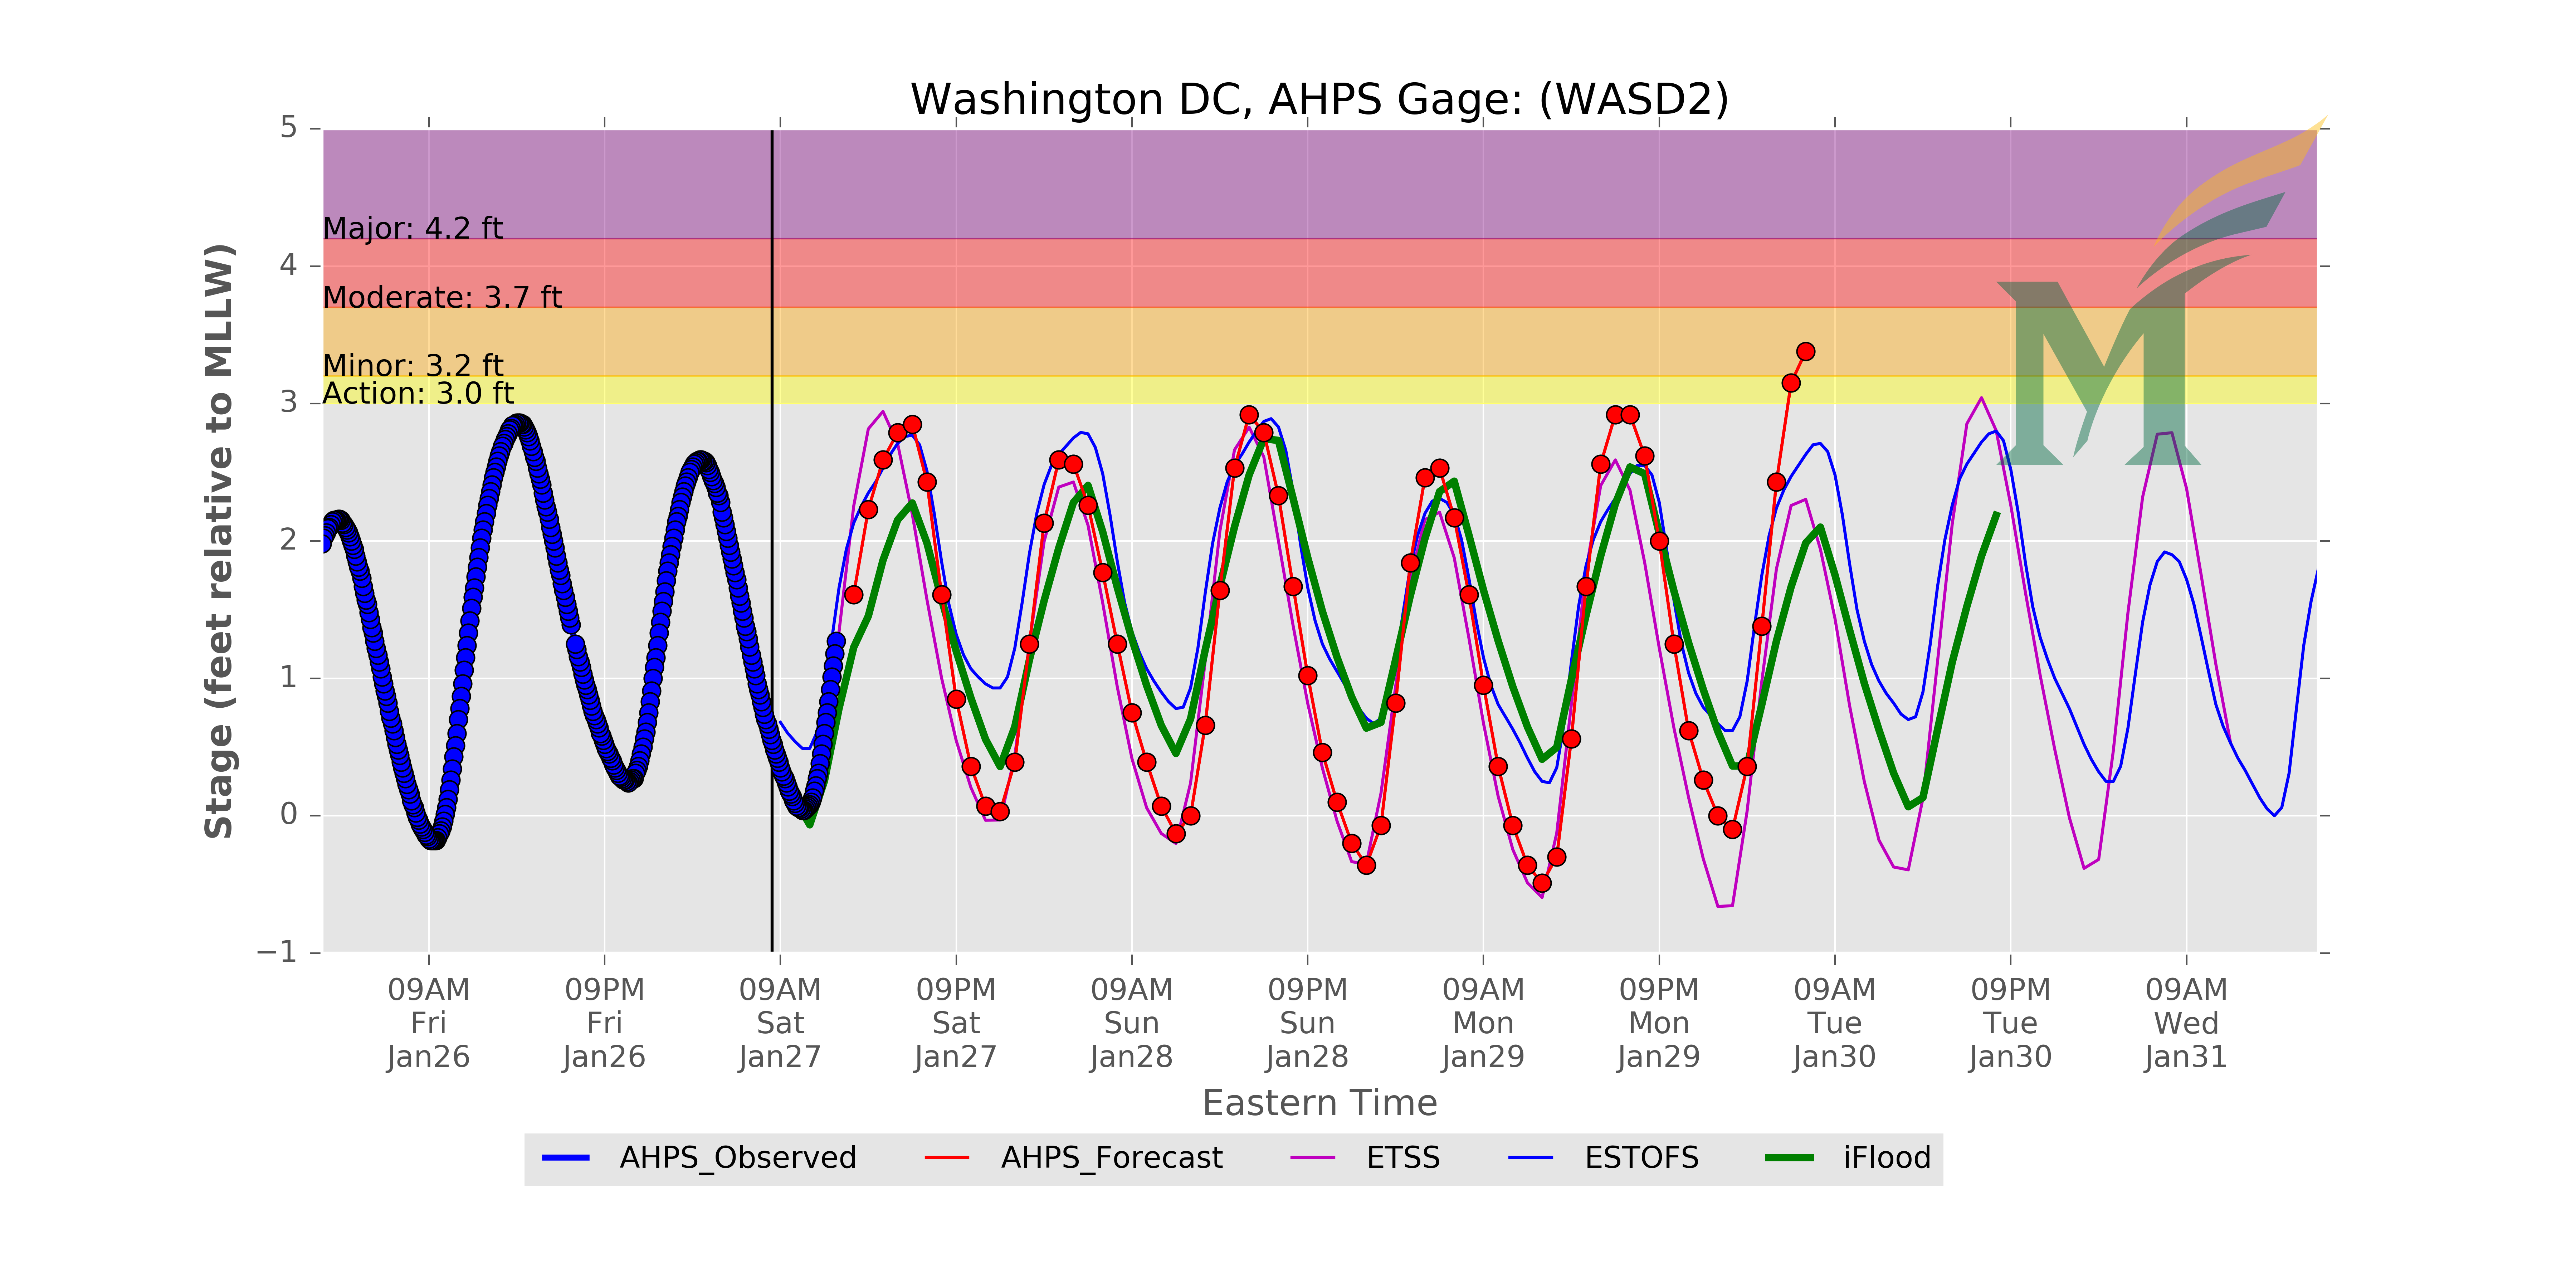 Washington DC, AHPS Gage: (WASD2)
Stage (feet relative to MLLW)
5
4
3
2
1
0
−1
Major: 4.2 ft
Moderate: 3.7 ft
Minor: 3.2 ft
Action: 3.0 ft
M
09AM 09PM 09AM 09PM 09AM 09PM 09AM 09PM 09AM 09PM 09AM
Fri Fri Sat Sat Sun Sun Mon Mon Tue Tue Wed
Jan26 Jan26 Jan27 Jan27 Jan28 Jan28 Jan29 Jan29 Jan30 Jan30 Jan31
Eastern Time
AHPS_Observed AHPS_Forecast ETSS ESTOFS iFlood